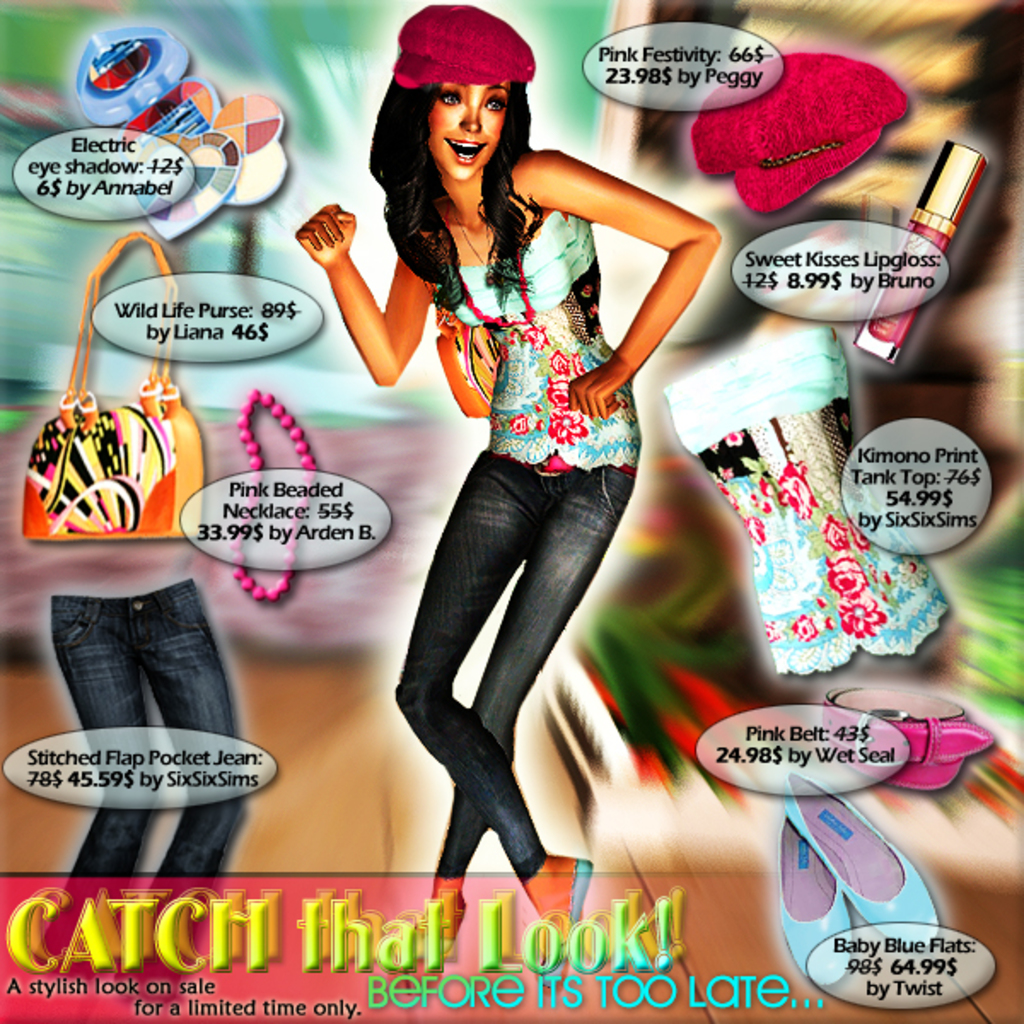 Pink Festivity: 66$
23.98$ by Peggy
Electric
eye shadow: 12$
6$ by Annabel
Sweet Kisses Lipgloss:
12$ 8.99$ by Bruno
Wild Life Purse: 89$
by Liana 46$
Kimono Print
Tank Top: 76$
54.99$
by SixSixSims
Pink Beaded
Necklace: 55$
33.99$ by Arden B.
Pink Belt: 43$
24.98$ by Wet Seal
Stitched Flap Pocket Jean:
78$ 45.59$ by SixSixSims
Baby Blue Flats:
98$ 64.99$
by Twist
CATCH that Look!
A stylish look on sale
for a limited time only.
BEFORE ITS TOO LATE...